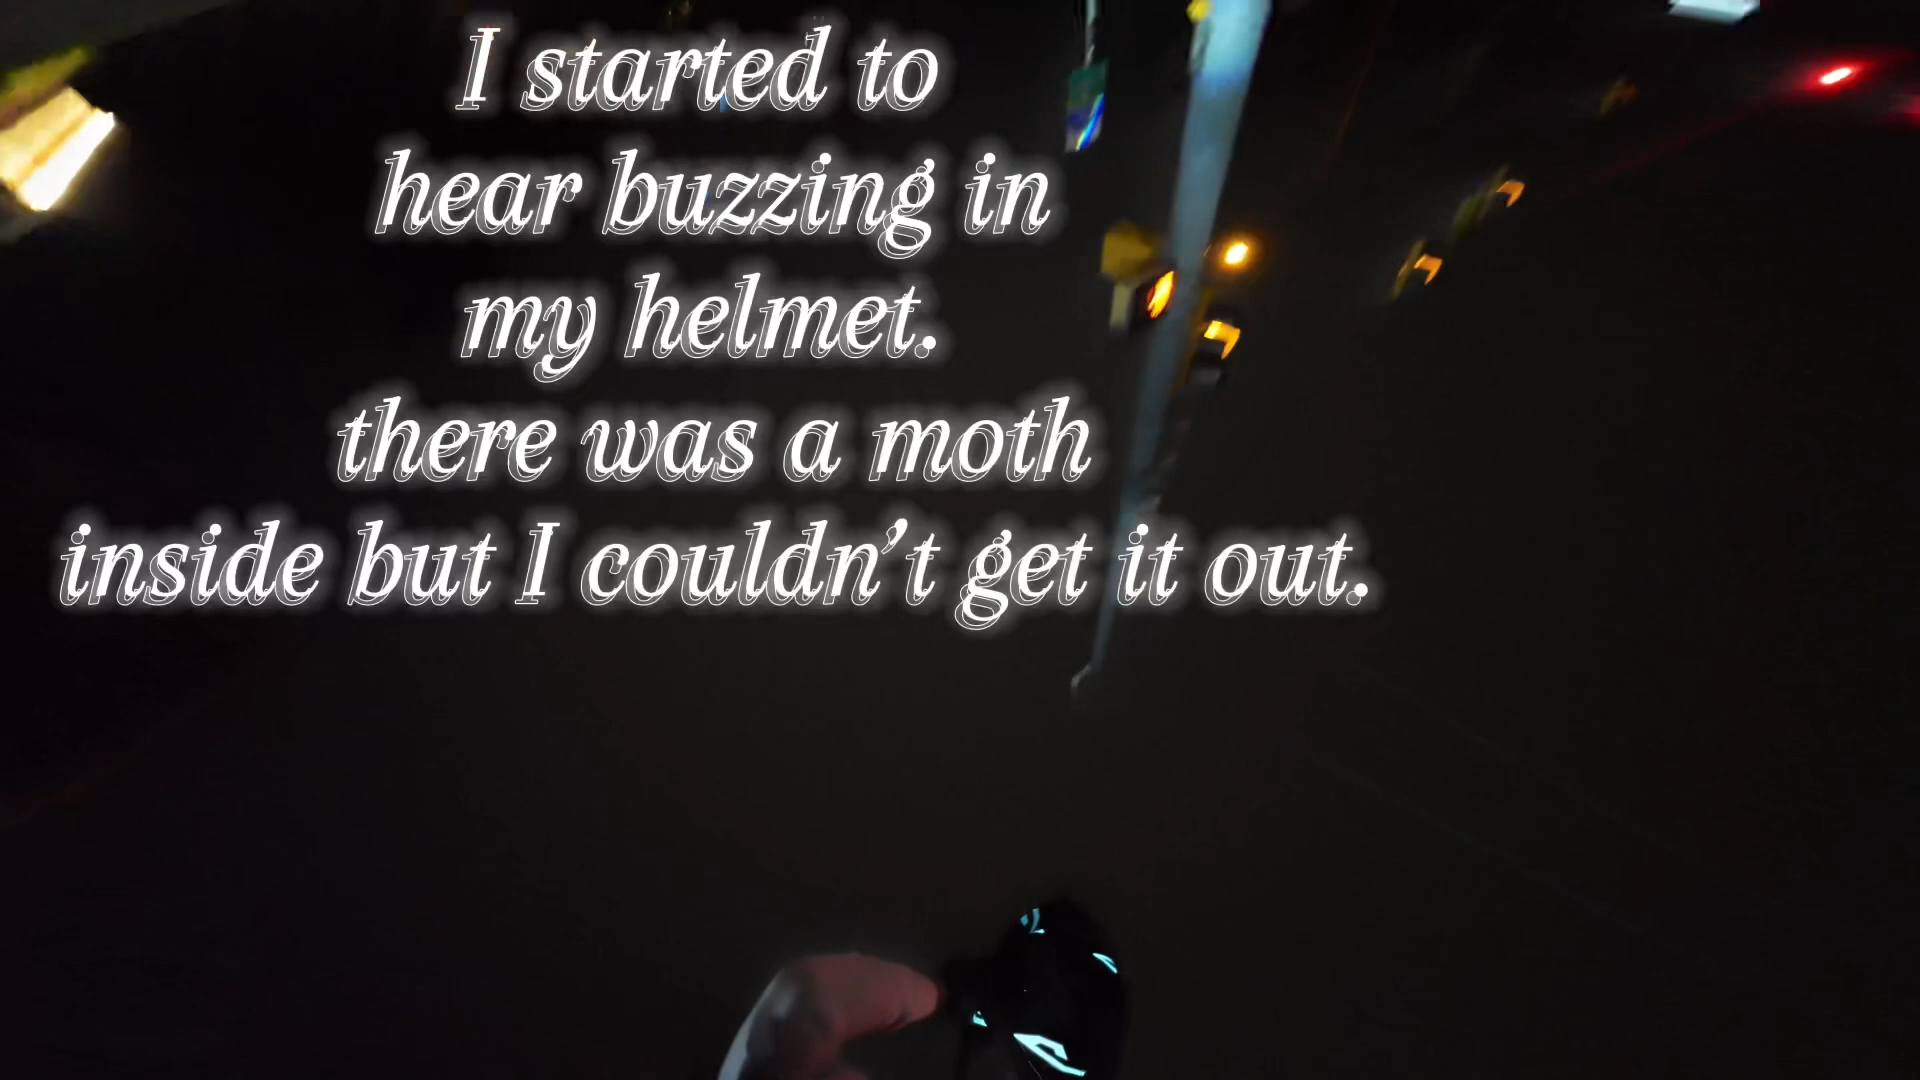 I started to
hear buzzing in
my helmet.
there was a moth
inside but I couldn't get it out.